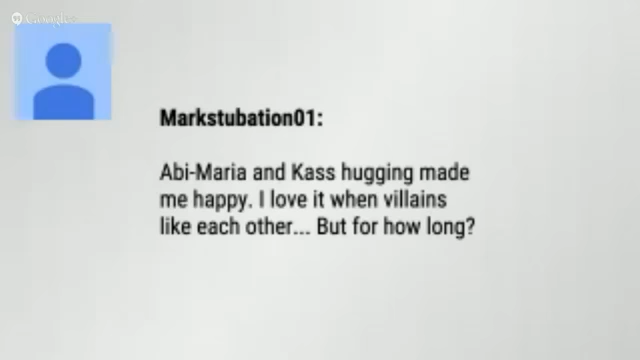 Google+
Markstubation01:
Abi-Maria and Kass hugging made
me happy. I love it when villains
like each other... But for how long?